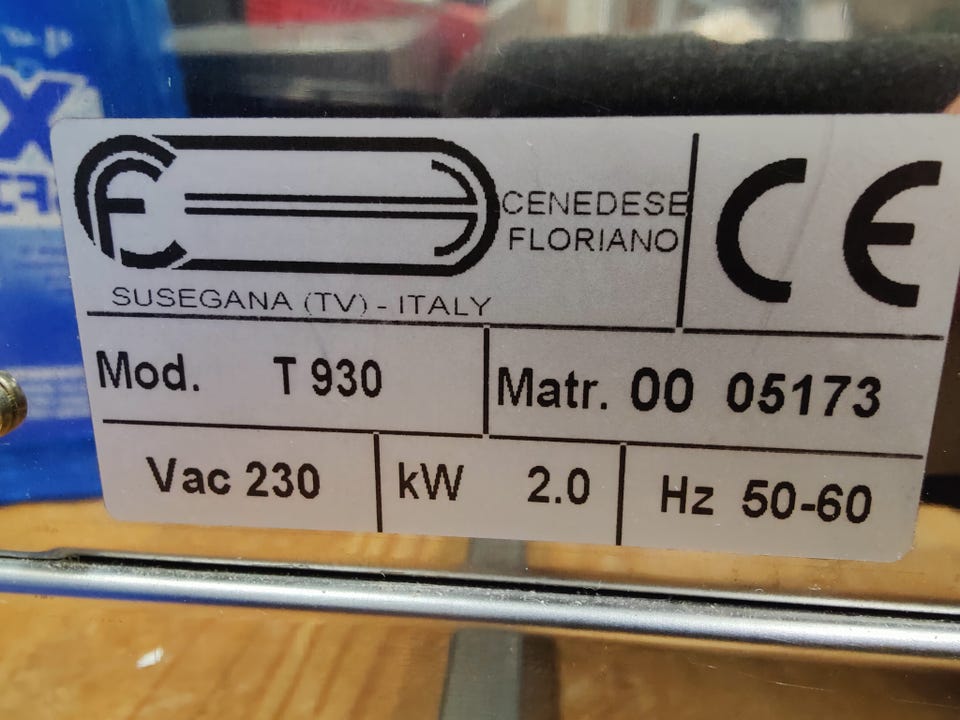 CENEDESE
FLORIANO
SUSEGANA (TV) - ITALY
CE
Mod. T 930
Matr. 00 05173
Vac 230
kW 2.0
Hz 50-60